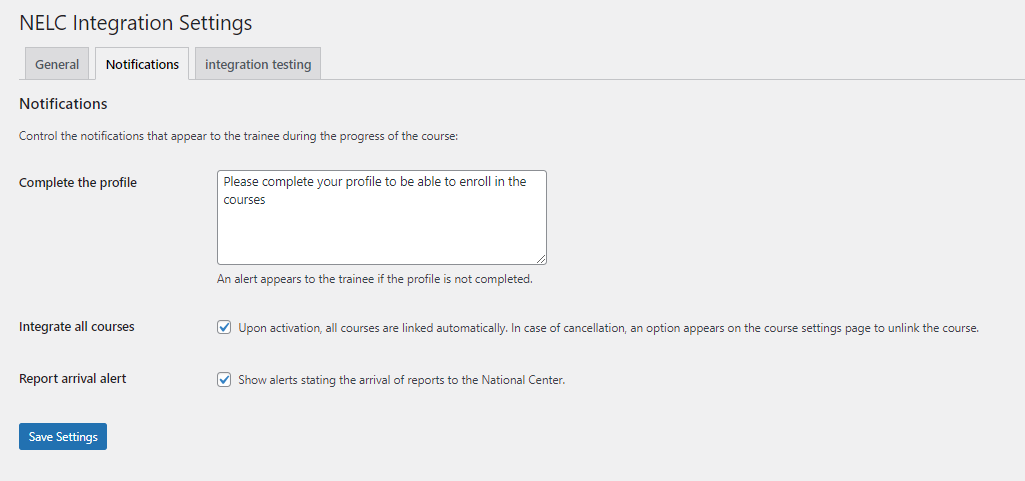 NELC Integration Settings
General
Notifications
integration testing
Notifications
Control the notifications that appear to the trainee during the progress of the course:
Complete the profile
Please complete your profile to be able to enroll in the
courses
An alert appears to the trainee if the profile is not completed.
Integrate all courses
Upon activation, all courses are linked automatically. In case of cancellation, an option appears on the course settings page to unlink the course.
Report arrival alert
Show alerts stating the arrival of reports to the National Center.
Save Settings